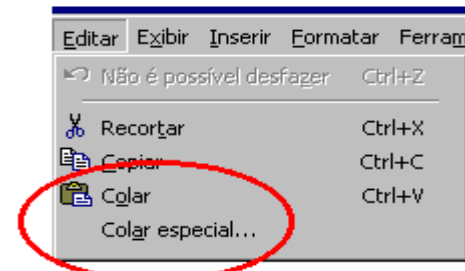 Editar Exibir Inserir Formatar Ferram
Não é possível desfazer Ctrl+Z
Recortar Ctrl+X
Copiar Ctrl+C
Colar Ctrl+V
Colar especial...